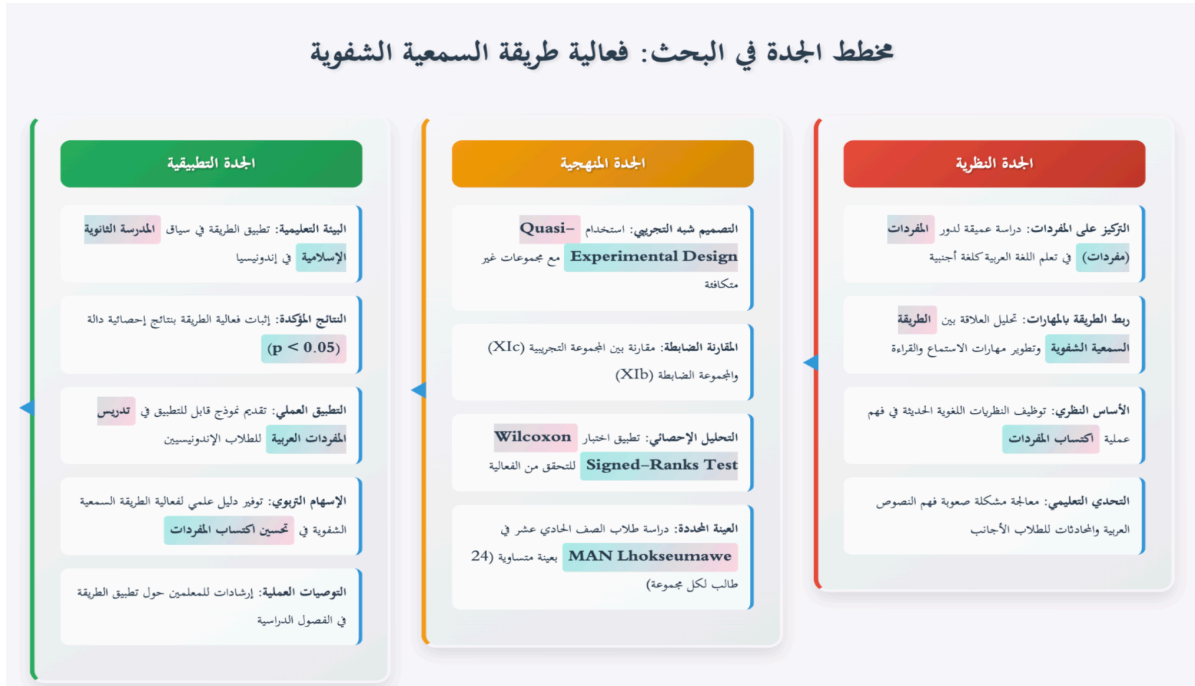 مخطط الجدة في البحث: فعالية طريقة السمعية الشفوية
الجدة النظرية
التركيز على المفردات: دراسة عميقة لدور المفردات
(مفردات) في تعلم اللغة العربية كلغة أجنبية
ربط الطريقة بالمهارات: تحليل العلاقة بين الطريقة
السمعية الشفوية وتطوير مهارات الاستماع والقراءة
الأساس النظري: توظيف النظريات اللغوية الحديثة في فهم
عملية اكتساب المفردات
التحدي التعليمي: معالجة مشكلة صعوبة فهم النصوص
العربية والمحادثات للطلاب الأجانب
الجدة المنهجية
التصميم شبه التجريبي: استخدام Quasi-
Experimental Design مع مجموعات غير
متكافئة
المقارنة الضابطة: مقارنة بين المجموعة التجريبية (XIc)
والمجموعة الضابطة (XIb)
التحليل الإحصائي: تطبيق اختبار Wilcoxon
Signed-Ranks Test للتحقق من الفعالية
العينة المحددة: دراسة طلاب الصف الحادي عشر في
MAN Lhokseumawe بعينة متساوية (24
طالب لكل مجموعة)
الجدة التطبيقية
البيئة التعليمية: تطبيق الطريقة في سياق المدرسة الثانوية
الإسلامية في إندونيسيا
النتائج المؤكدة: إثبات فعالية الطريقة بنتائج إحصائية دالة
(p < 0.05)
التطبيق العملي: تقديم نموذج قابل للتطبيق في تدريس
المفردات العربية للطلاب الإندونيسيين
الإسهام التربوي: توفير دليل علمي لفعالية الطريقة السمعية
الشفوية في تحسين اكتساب المفردات
التوصيات العملية: إرشادات للمعلمين حول تطبيق الطريقة
في الفصول الدراسية